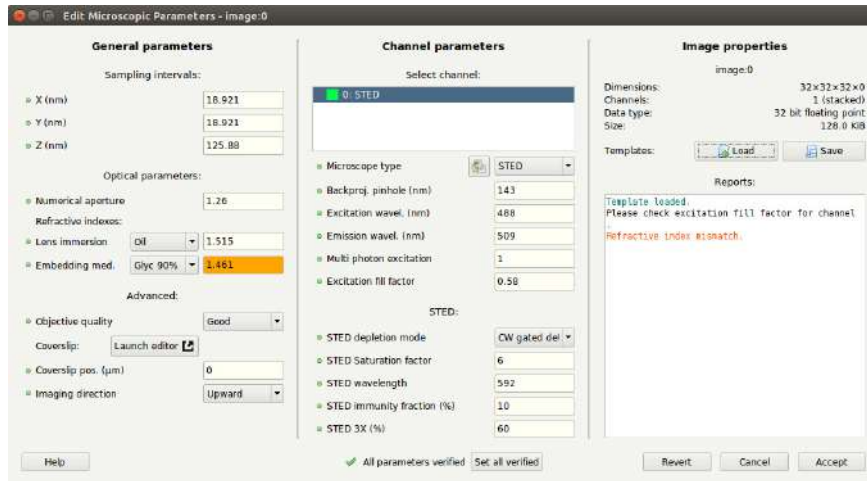 Edit Microscopic Parameters - image:0
General parameters
Sampling intervals:
X (nm) 18.921
Y (nm) 18.921
Z (nm) 125.88
Optical parameters:
Numerical aperture 1.26
Refractive indexes:
Lens immersion Oil 1.515
Embedding med. Glyc 90% 1.461
Advanced:
Objective quality Good
Coverslip: Launch editor
Coverslip pos. (µm) 0
Imaging direction Upward
Channel parameters
Select channel:
0: STED
Microscope type STED
Backproj. pinhole (nm) 143
Excitation wavel. (nm) 488
Emission wavel. (nm) 509
Multi photon excitation 1
Excitation fill factor 0.58
STED:
STED depletion mode CW gated det
STED Saturation factor 6
STED wavelength 592
STED immunity fraction (%) 10
STED 3X (%) 60
Image properties
image:0
Dimensions: 32×32×32×0
Channels: 1 (stacked)
Data type: 32 bit floating point
Size: 128.0 KiB
Templates: Load Save
Reports:
Template loaded.
Please check excitation fill factor for channel
.
Refractive index mismatch.
Help All parameters verified Set all verified Revert Cancel Accept